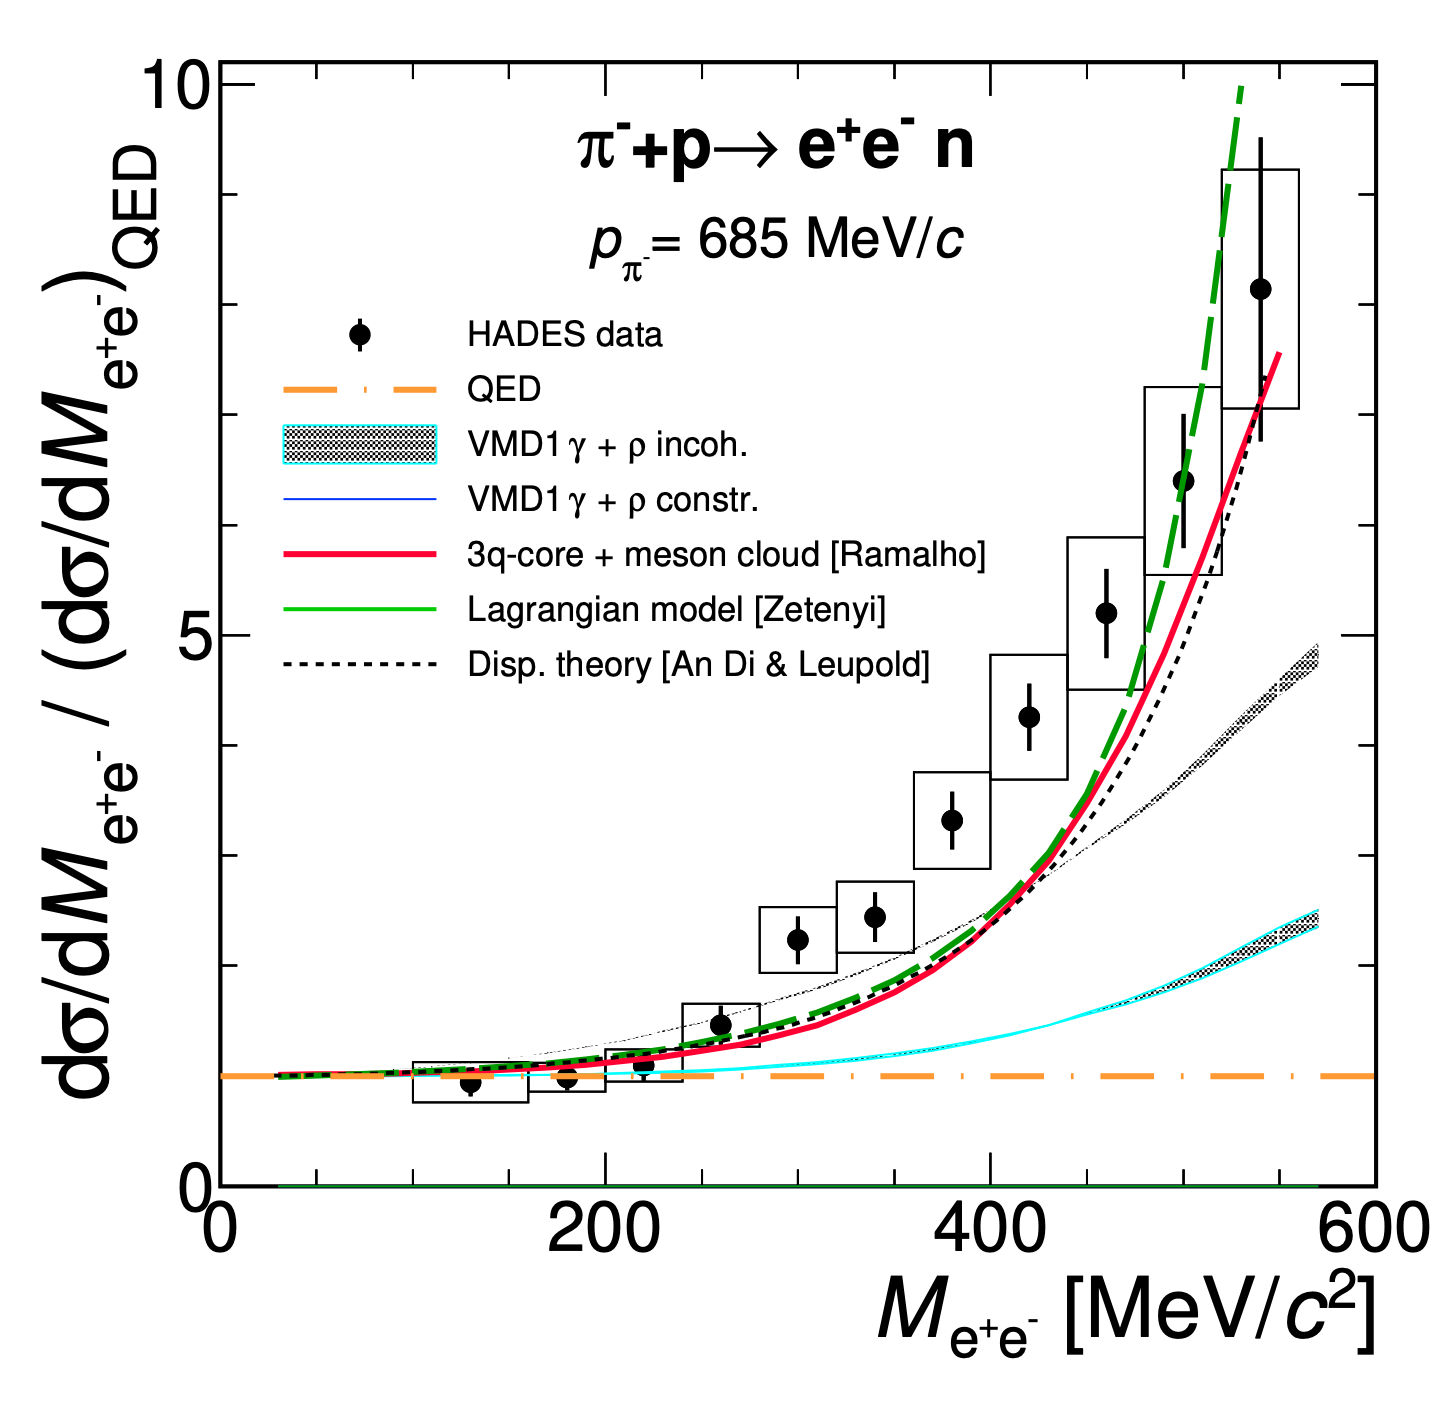 π⁻+p→ e⁺e⁻ n
p_π⁻= 685 MeV/c
HADES data
QED
VMD1 γ + ρ incoh.
VMD1 γ + ρ constr.
3q-core + meson cloud [Ramalho]
Lagrangian model [Zetenyi]
Disp. theory [An Di & Leupold]
dσ/dM_e⁺e⁻ / (dσ/dM_e⁺e⁻)_QED
10
5
0
0 200 400 600
M_e⁺e⁻ [MeV/c²]